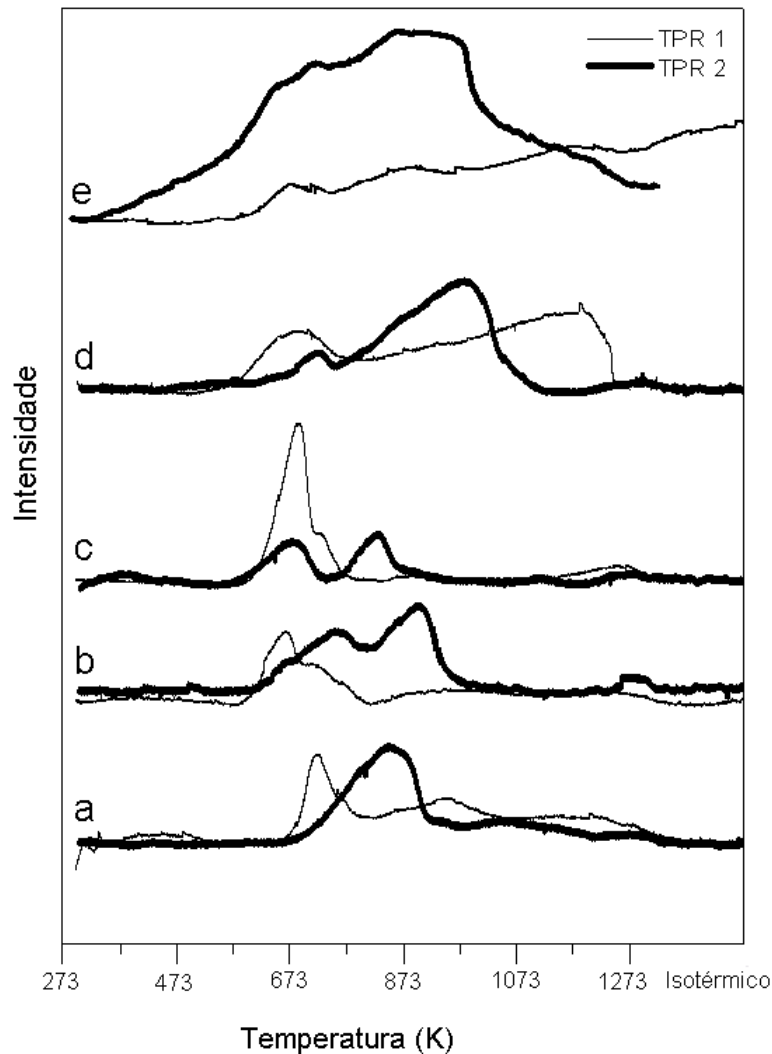 TPR 1
TPR 2
e
d
c
b
a
Intensidade
273 473 673 873 1073 1273 Isotérmico
Temperatura (K)